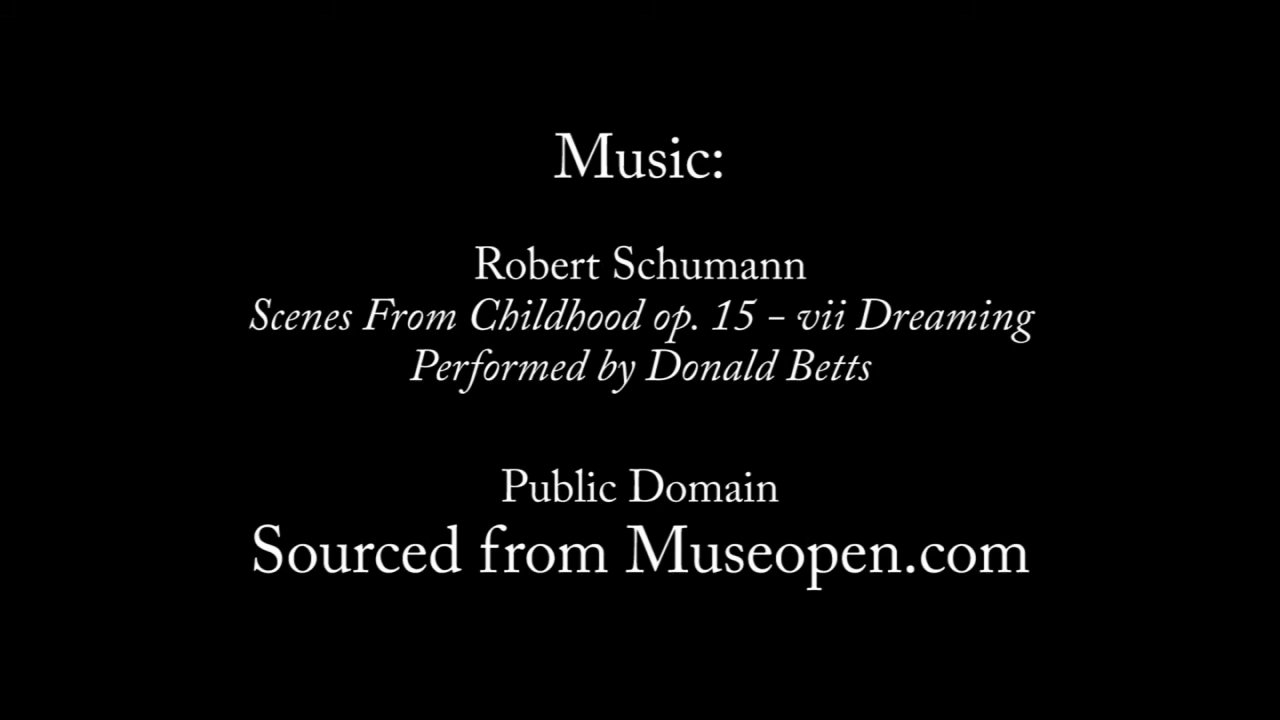 Music:
Robert Schumann
Scenes From Childhood op. 15 – vii Dreaming
Performed by Donald Betts
Public Domain
Sourced from Museopen.com